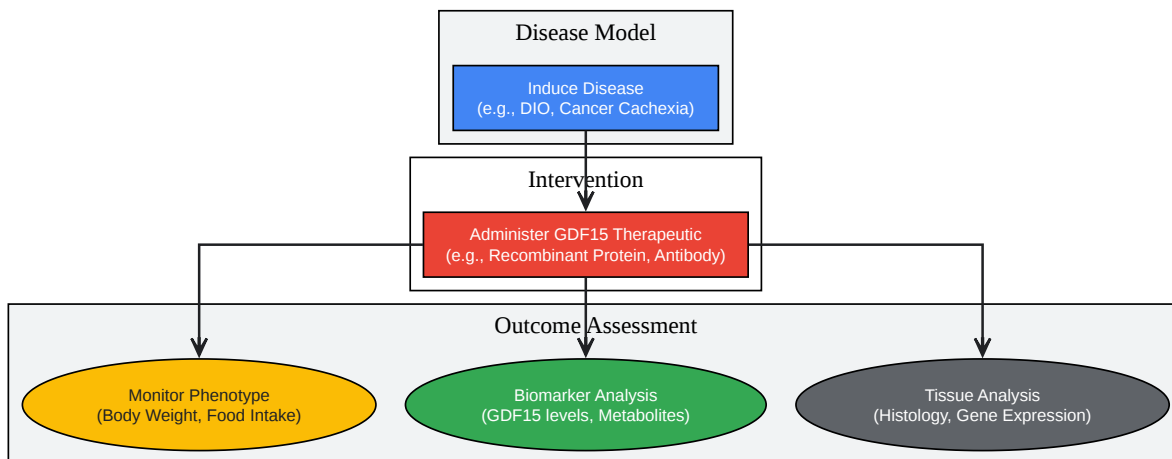 Disease Model
Induce Disease
(e.g., DIO, Cancer Cachexia)
Intervention
Administer GDF15 Therapeutic
(e.g., Recombinant Protein, Antibody)
Outcome Assessment
Monitor Phenotype
(Body Weight, Food Intake)
Biomarker Analysis
(GDF15 levels, Metabolites)
Tissue Analysis
(Histology, Gene Expression)